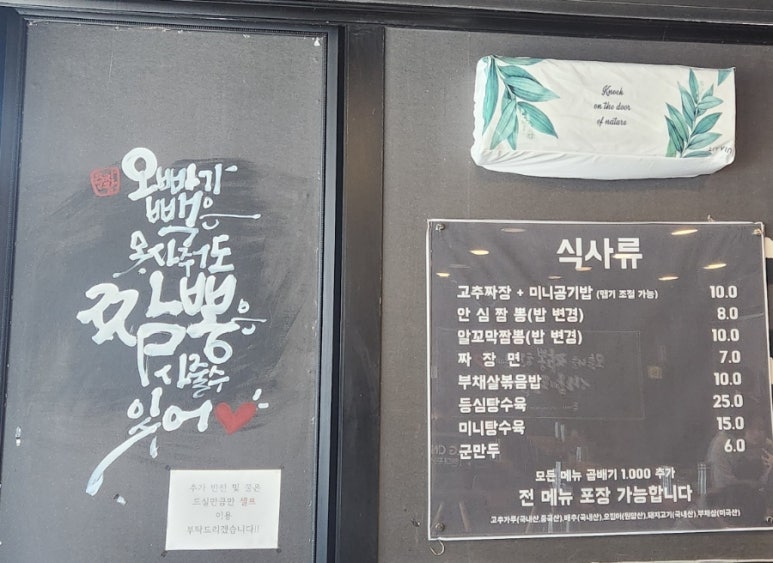 오빠가
빽은
못사줘도
짬뽕은
사줄수
있어
추가 반찬 및 물은
드실만큼만 셀프
이용
부탁드리겠습니다!!
Knock
on the door
of nature
식사류
고추짜장 + 미니공기밥 (맵기 조절 가능) 10.0
안 심 짬 뽕(밥 변경) 8.0
알꼬막짬뽕(밥 변경) 10.0
짜 장 면 7.0
부채살볶음밥 10.0
등심탕수육 25.0
미니탕수육 15.0
군만두 6.0
모든 메뉴 곱배기 1.000 추가
전 메뉴 포장 가능합니다
고추가루(국내산,중국산),배추(국내산),오징어(원양산),돼지고기(국내산),부채살(미국산)